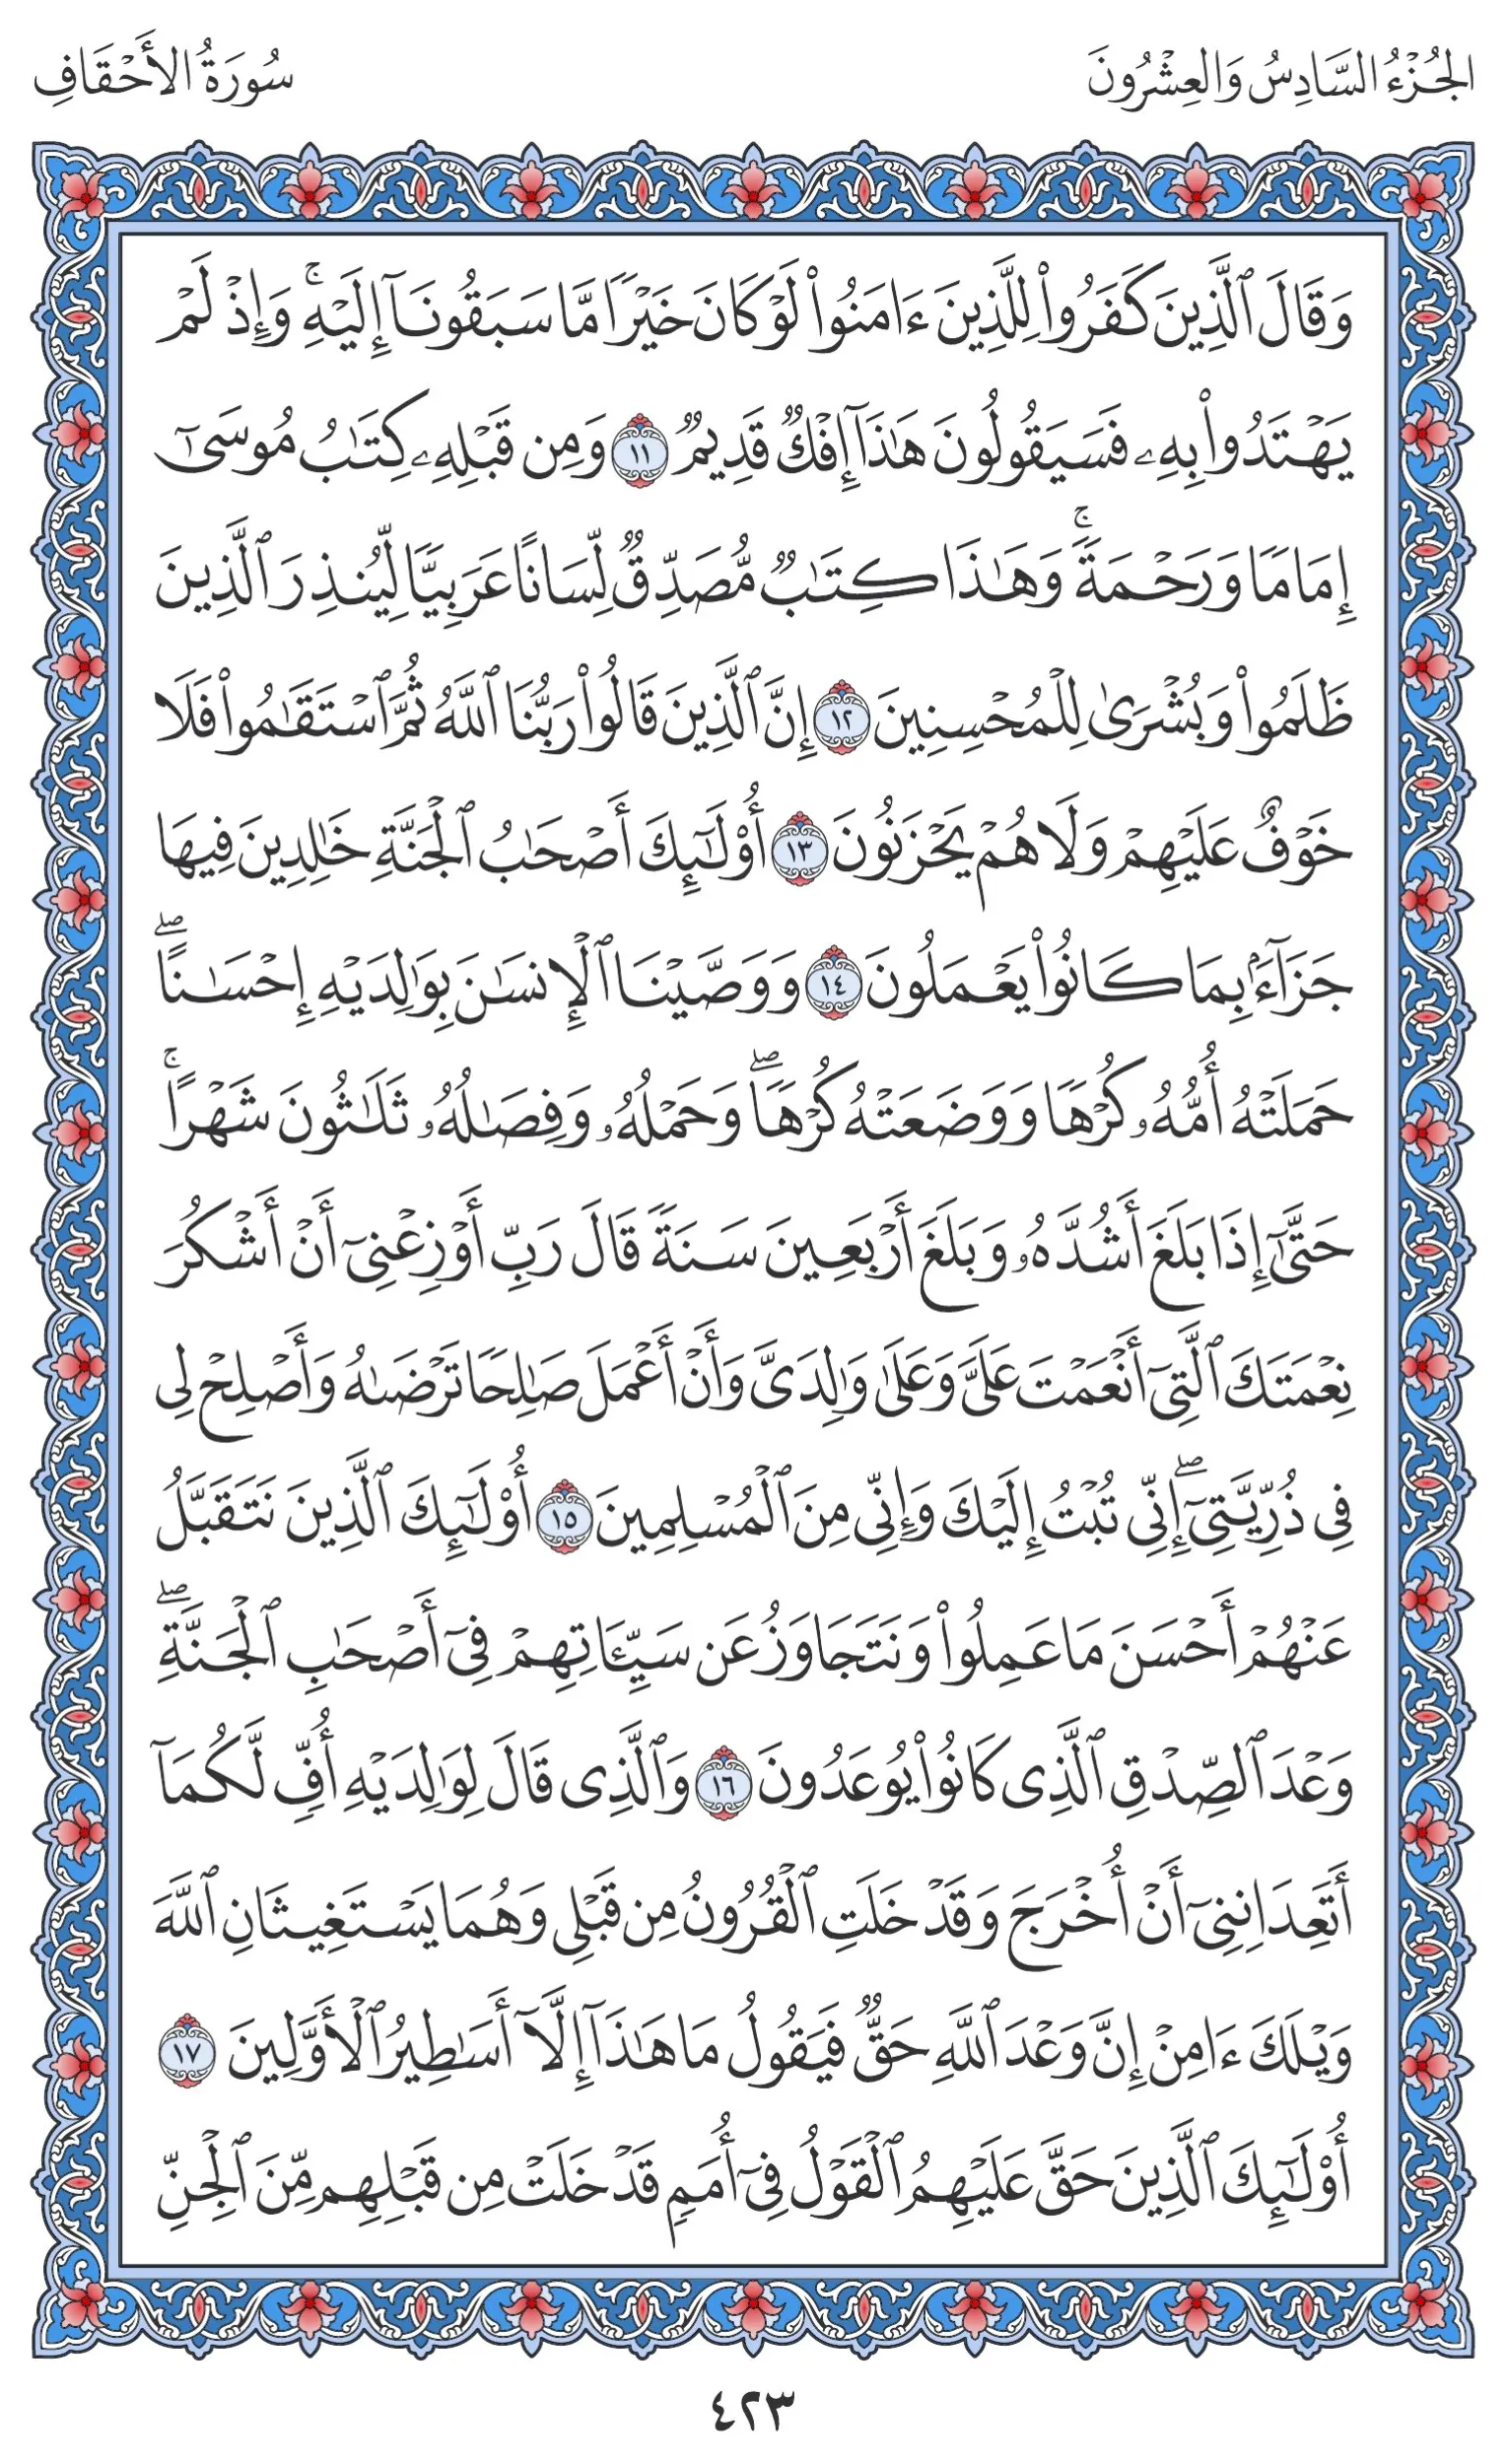 الجُزْءُ السَّادِسُ وَالعِشْرُونَ
سُورَةُ الأَحْقَافِ
وَقَالَ ٱلَّذِينَ كَفَرُوا۟ لِلَّذِينَ ءَامَنُوا۟ لَوْ كَانَ خَيْرًا مَّا سَبَقُونَآ إِلَيْهِ ۚ وَإِذْ لَمْ
يَهْتَدُوا۟ بِهِۦ فَسَيَقُولُونَ هَٰذَآ إِفْكٌ قَدِيمٌ ١١ وَمِن قَبْلِهِۦ كِتَٰبُ مُوسَىٰٓ
إِمَامًا وَرَحْمَةً ۚ وَهَٰذَا كِتَٰبٌ مُّصَدِّقٌ لِّسَانًا عَرَبِيًّا لِّيُنذِرَ ٱلَّذِينَ
ظَلَمُوا۟ وَبُشْرَىٰ لِلْمُحْسِنِينَ ١٢ إِنَّ ٱلَّذِينَ قَالُوا۟ رَبُّنَا ٱللَّهُ ثُمَّ ٱسْتَقَٰمُوا۟ فَلَا
خَوْفٌ عَلَيْهِمْ وَلَا هُمْ يَحْزَنُونَ ١٣ أُو۟لَٰٓئِكَ أَصْحَٰبُ ٱلْجَنَّةِ خَٰلِدِينَ فِيهَا
جَزَآءًۢ بِمَا كَانُوا۟ يَعْمَلُونَ ١٤ وَوَصَّيْنَا ٱلْإِنسَٰنَ بِوَٰلِدَيْهِ إِحْسَٰنًا ۖ
حَمَلَتْهُ أُمُّهُۥ كُرْهًا وَوَضَعَتْهُ كُرْهًا ۖ وَحَمْلُهُۥ وَفِصَٰلُهُۥ ثَلَٰثُونَ شَهْرًا ۚ
حَتَّىٰٓ إِذَا بَلَغَ أَشُدَّهُۥ وَبَلَغَ أَرْبَعِينَ سَنَةً قَالَ رَبِّ أَوْزِعْنِىٓ أَنْ أَشْكُرَ
نِعْمَتَكَ ٱلَّتِىٓ أَنْعَمْتَ عَلَىَّ وَعَلَىٰ وَٰلِدَىَّ وَأَنْ أَعْمَلَ صَٰلِحًا تَرْضَىٰهُ وَأَصْلِحْ لِى
فِى ذُرِّيَّتِىٓ ۖ إِنِّى تُبْتُ إِلَيْكَ وَإِنِّى مِنَ ٱلْمُسْلِمِينَ ١٥ أُو۟لَٰٓئِكَ ٱلَّذِينَ نَتَقَبَّلُ
عَنْهُمْ أَحْسَنَ مَا عَمِلُوا۟ وَنَتَجَاوَزُ عَن سَيِّـَٔاتِهِمْ فِىٓ أَصْحَٰبِ ٱلْجَنَّةِ ۖ
وَعْدَ ٱلصِّدْقِ ٱلَّذِى كَانُوا۟ يُوعَدُونَ ١٦ وَٱلَّذِى قَالَ لِوَٰلِدَيْهِ أُفٍّ لَّكُمَآ
أَتَعِدَانِنِىٓ أَنْ أُخْرَجَ وَقَدْ خَلَتِ ٱلْقُرُونُ مِن قَبْلِى وَهُمَا يَسْتَغِيثَانِ ٱللَّهَ
وَيْلَكَ ءَامِنْ إِنَّ وَعْدَ ٱللَّهِ حَقٌّ فَيَقُولُ مَا هَٰذَآ إِلَّآ أَسَٰطِيرُ ٱلْأَوَّلِينَ ١٧
أُو۟لَٰٓئِكَ ٱلَّذِينَ حَقَّ عَلَيْهِمُ ٱلْقَوْلُ فِىٓ أُمَمٍ قَدْ خَلَتْ مِن قَبْلِهِم مِّنَ ٱلْجِنِّ
٤٢٣